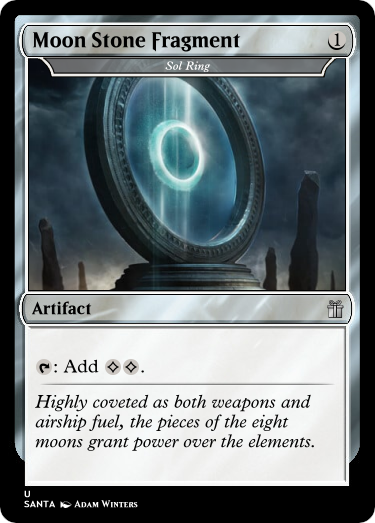 Moon Stone Fragment 1
Sol Ring
Artifact
: Add .
Highly coveted as both weapons and
airship fuel, the pieces of the eight
moons grant power over the elements.
U
SANTA Adam Winters